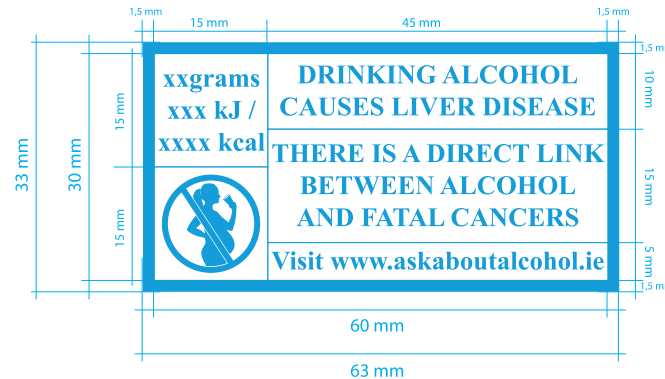 1,5 mm
1,5 mm
15 mm
45 mm
1,5 m
xxgrams
xxx kJ /
xxxx kcal
DRINKING ALCOHOL
CAUSES LIVER DISEASE
10 mm
15 mm
33 mm
30 mm
THERE IS A DIRECT LINK
BETWEEN ALCOHOL
AND FATAL CANCERS
15 mm
15 mm
Visit www.askaboutalcohol.ie
5 mm
1,5 m
60 mm
63 mm